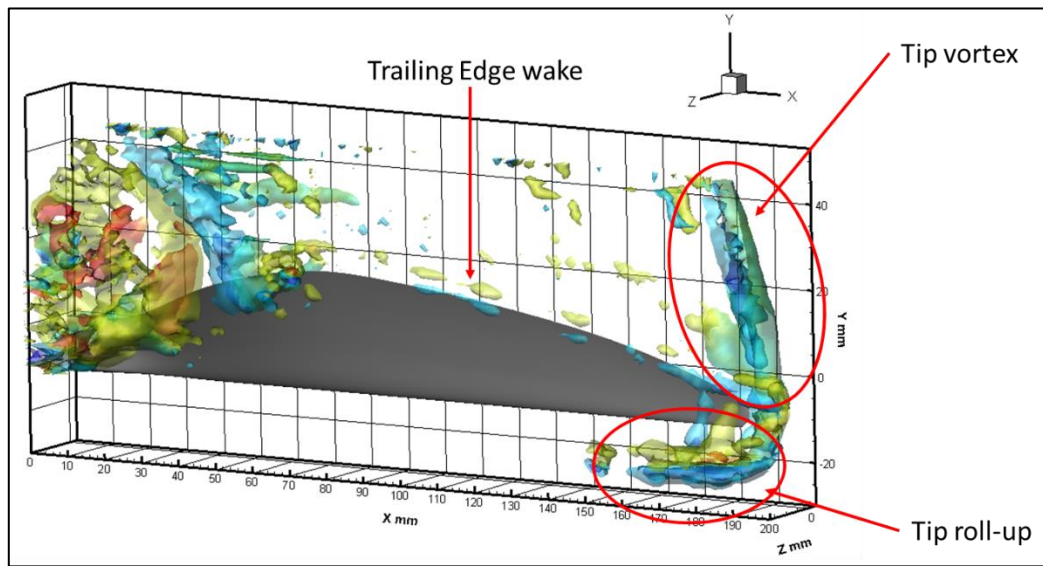 Y
Z
X
Trailing Edge wake
Tip vortex
40
20
Y mm
0
-20
0 10 20 30 40 50 60 70 80 90 100 110 120 130 140 150 160 170 180 190 200
0
X mm
Z mm
Tip roll-up